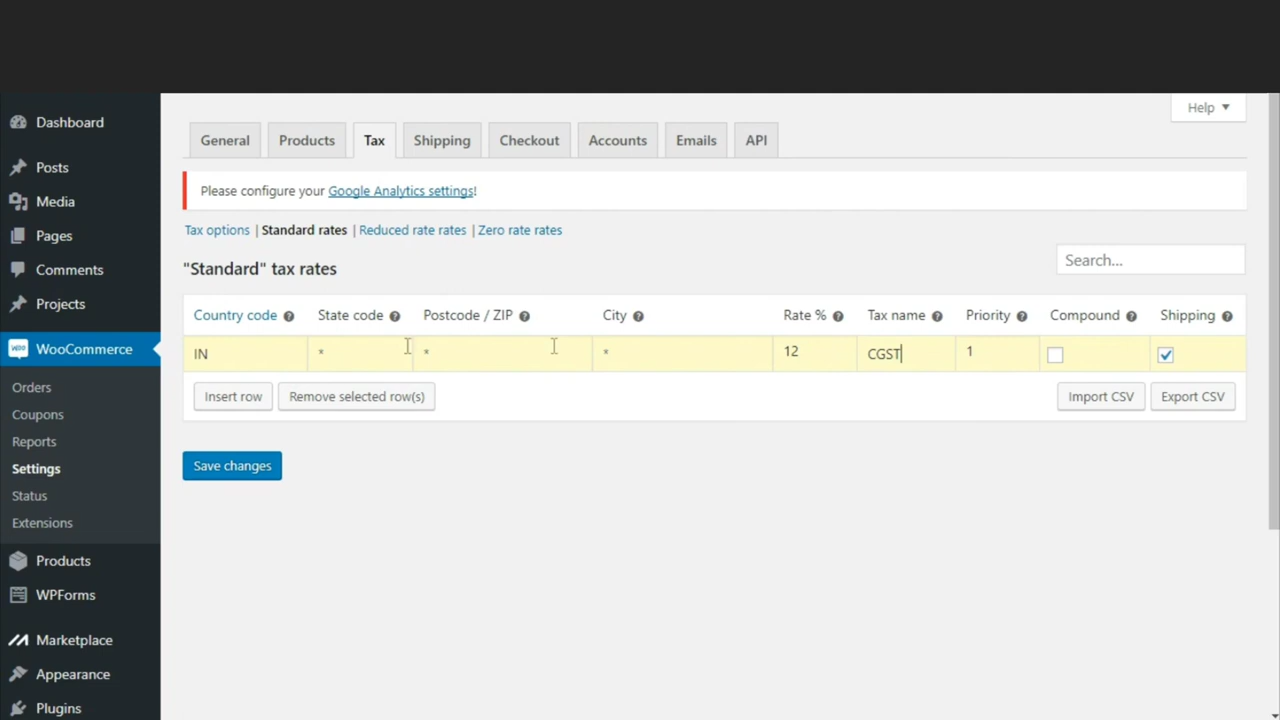 Help
Dashboard
Posts
Media
Pages
Comments
Projects
WOO WooCommerce
Orders
Coupons
Reports
Settings
Status
Extensions
Products
WPForms
Marketplace
Appearance
Plugins
General Products Tax Shipping Checkout Accounts Emails API
Please configure your Google Analytics settings!
Tax options | Standard rates | Reduced rate rates | Zero rate rates
"Standard" tax rates
Search...
Country code ? State code ? Postcode / ZIP ? City ? Rate % ? Tax name ? Priority ? Compound ? Shipping ?
IN * * * 12 CGST 1
Insert row Remove selected row(s) Import CSV Export CSV
Save changes